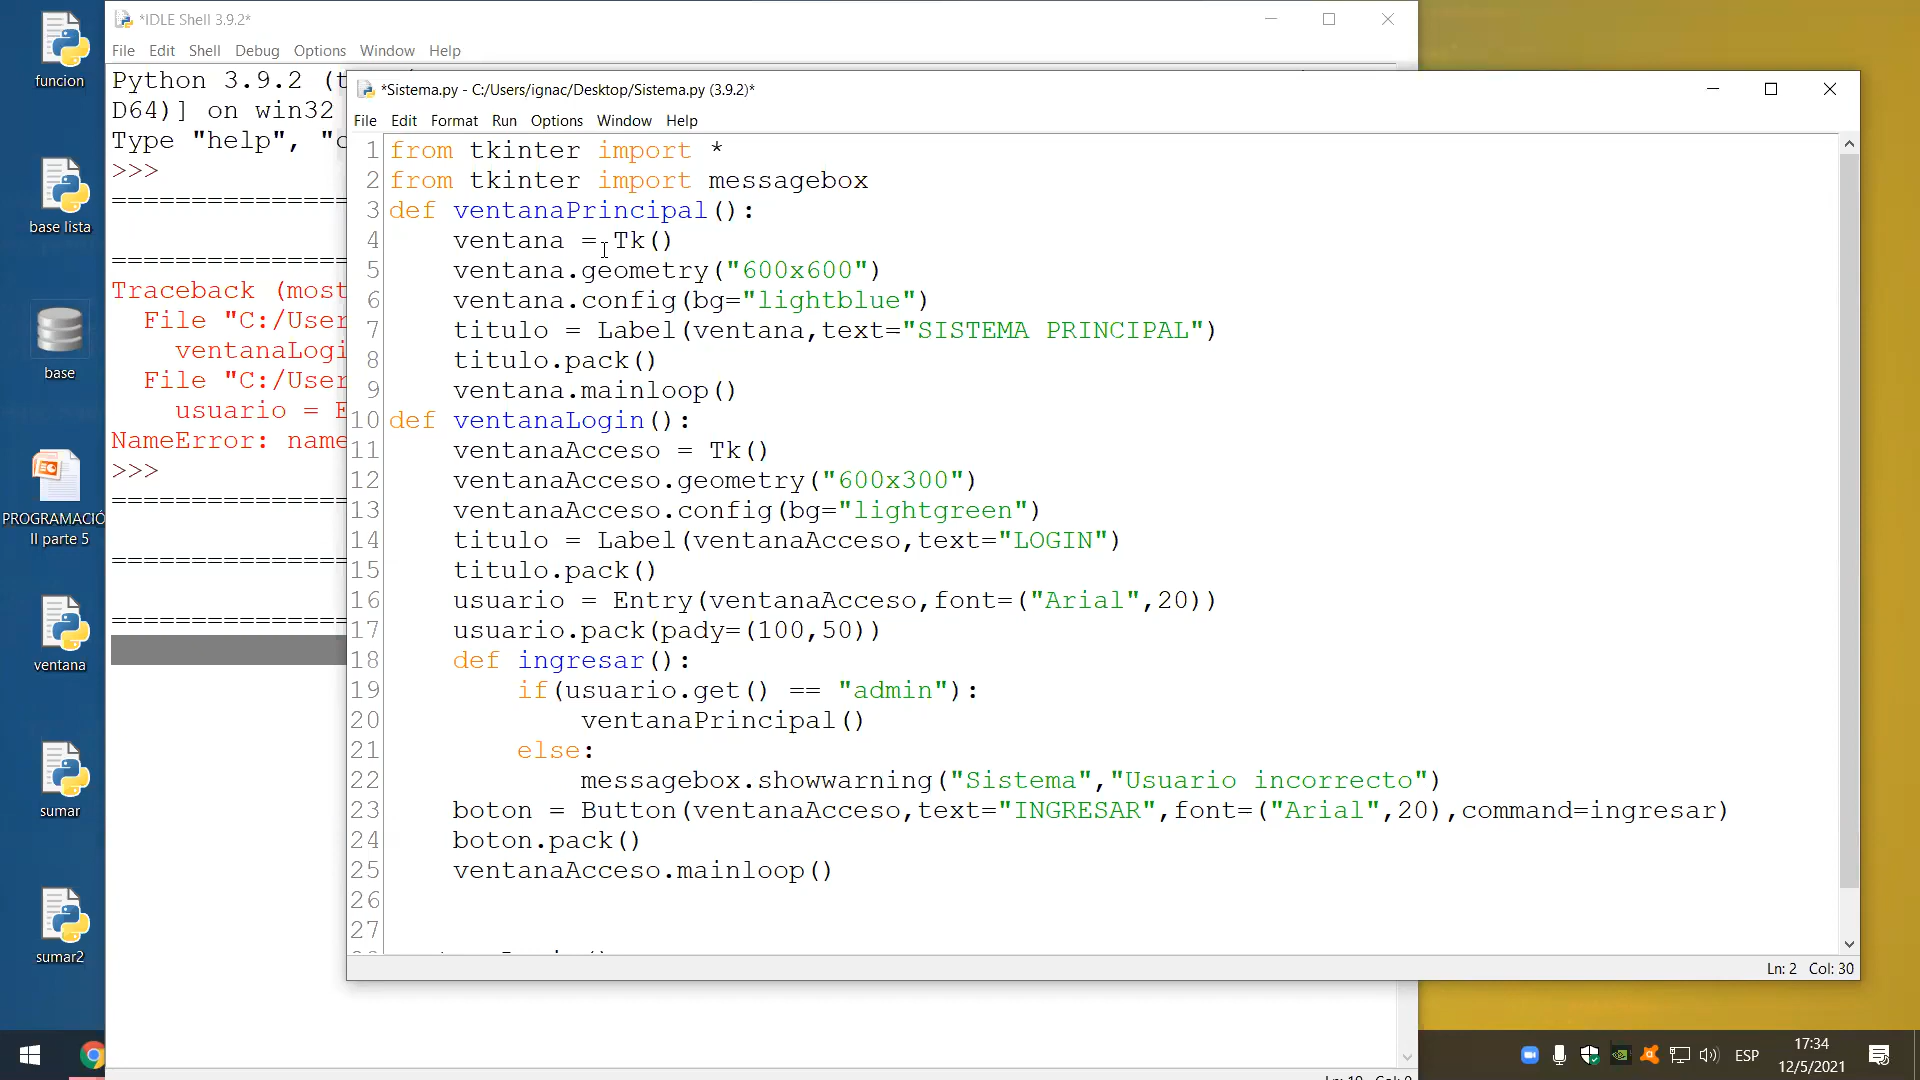 funcion
base lista
base
PROGRAMACIÓ
II parte 5
ventana
sumar
sumar2
*IDLE Shell 3.9.2*
File Edit Shell Debug Options Window Help
Python 3.9.2 (t
D64)] on win32
Type "help", "c
>>>
===============
===============
Traceback (most
File "C:/User
ventanaLogi
File "C:/User
usuario = E
NameError: name
>>>
===============
===============
===============
*Sistema.py - C:/Users/ignac/Desktop/Sistema.py (3.9.2)*
File Edit Format Run Options Window Help
1 from tkinter import *
2 from tkinter import messagebox
3 def ventanaPrincipal():
4     ventana = Tk()
5     ventana.geometry("600x600")
6     ventana.config(bg="lightblue")
7     titulo = Label(ventana,text="SISTEMA PRINCIPAL")
8     titulo.pack()
9     ventana.mainloop()
10 def ventanaLogin():
11     ventanaAcceso = Tk()
12     ventanaAcceso.geometry("600x300")
13     ventanaAcceso.config(bg="lightgreen")
14     titulo = Label(ventanaAcceso,text="LOGIN")
15     titulo.pack()
16     usuario = Entry(ventanaAcceso,font=("Arial",20))
17     usuario.pack(pady=(100,50))
18     def ingresar():
19         if(usuario.get() == "admin"):
20             ventanaPrincipal()
21         else:
22             messagebox.showwarning("Sistema","Usuario incorrecto")
23     boton = Button(ventanaAcceso,text="INGRESAR",font=("Arial",20),command=ingresar)
24     boton.pack()
25     ventanaAcceso.mainloop()
26
27
Ln: 2 Col: 30
ESP
17:34
12/5/2021